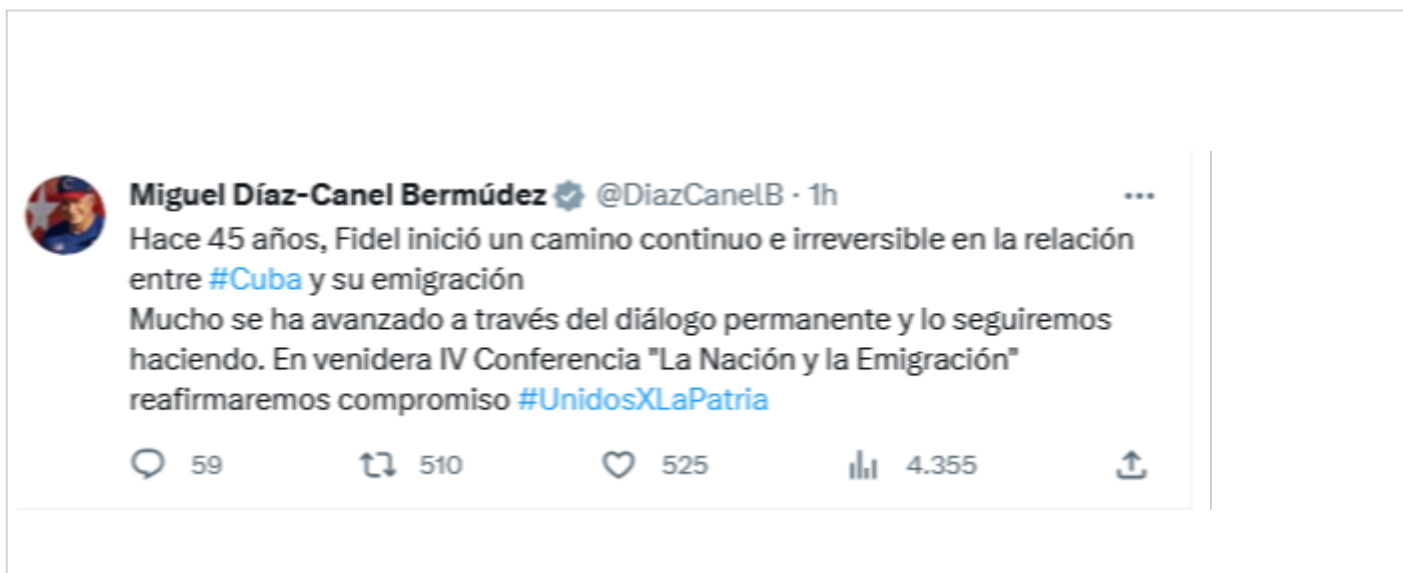 Miguel Díaz-Canel Bermúdez @DiazCanelB · 1h
Hace 45 años, Fidel inició un camino continuo e irreversible en la relación
entre #Cuba y su emigración
Mucho se ha avanzado a través del diálogo permanente y lo seguiremos
haciendo. En venidera IV Conferencia "La Nación y la Emigración"
reafirmaremos compromiso #UnidosXLaPatria
59 510 525 4.355